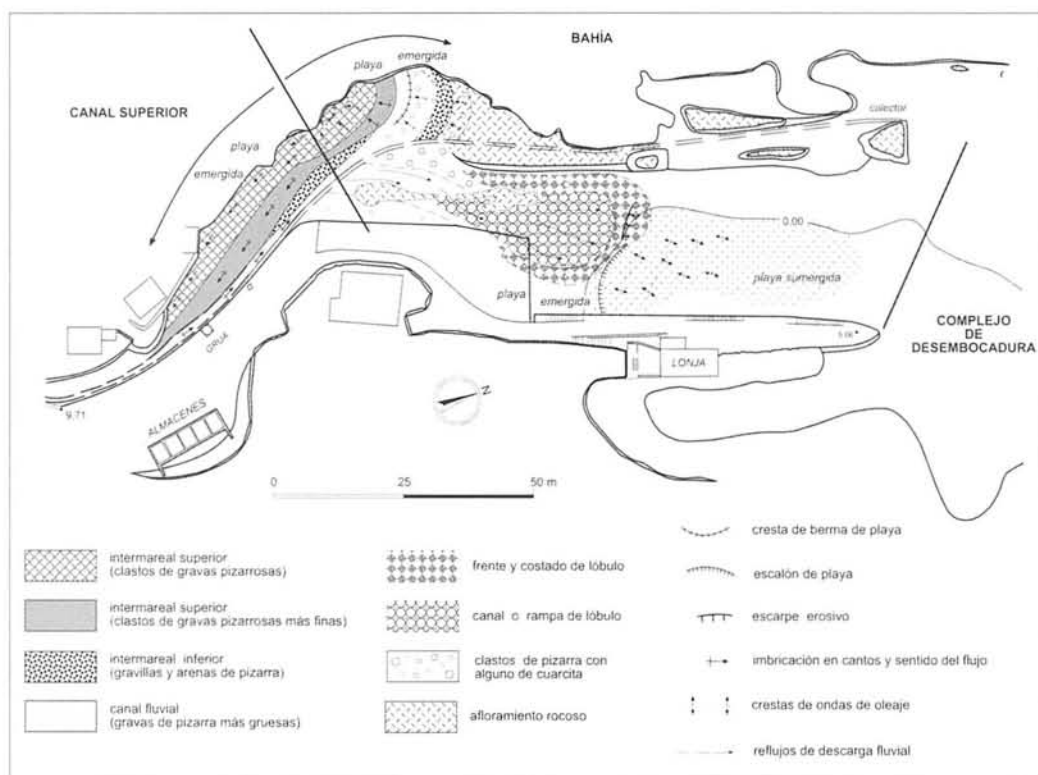 BAHÍA
emergida
playa
CANAL SUPERIOR
playa
emergida
colector
0.00
playa sumergida
playa
emergida
COMPLEJO
DE
DESEMBOCADURA
GRUA
LONJA
N
9.71
ALMACENES
0 25 50 m
intermareal superior
(clastos de gravas pizarrosas)
intermareal superior
(clastos de gravas pizarrosas más finas)
intermareal inferior
(gravillas y arenas de pizarra)
canal fluvial
(gravas de pizarra más gruesas)
frente y costado de lóbulo
canal o rampa de lóbulo
clastos de pizarra con
alguno de cuarcita
afloramiento rocoso
cresta de berma de playa
escalón de playa
escarpe erosivo
imbricación en cantos y sentido del flujo
crestas de ondas de oleaje
reflujos de descarga fluvial